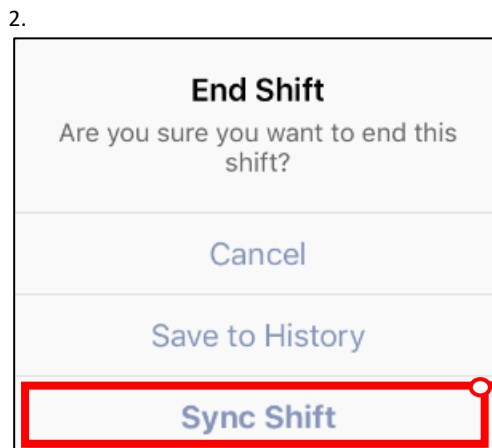 2.
End Shift
Are you sure you want to end this
shift?
Cancel
Save to History
Sync Shift